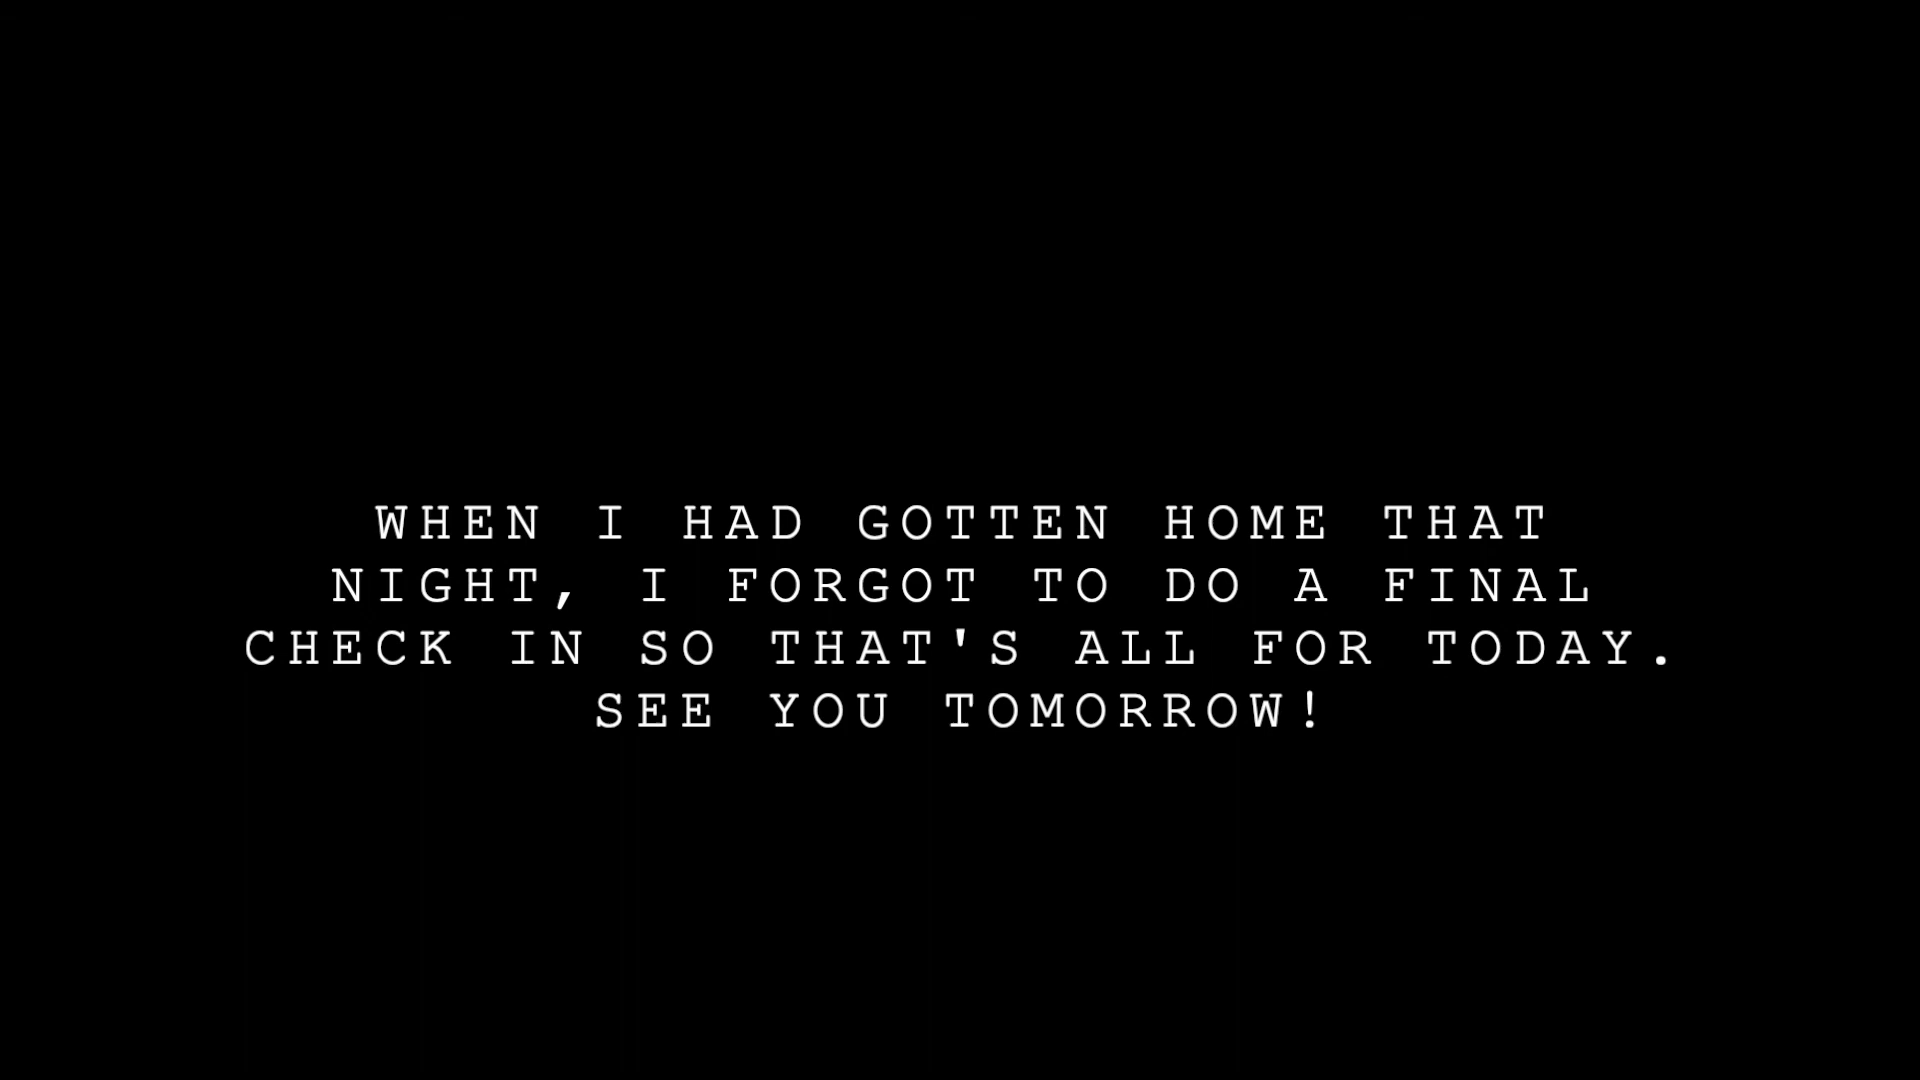 WHEN I HAD GOTTEN HOME THAT
NIGHT, I FORGOT TO DO A FINAL
CHECK IN SO THAT'S ALL FOR TODAY.
SEE YOU TOMORROW!